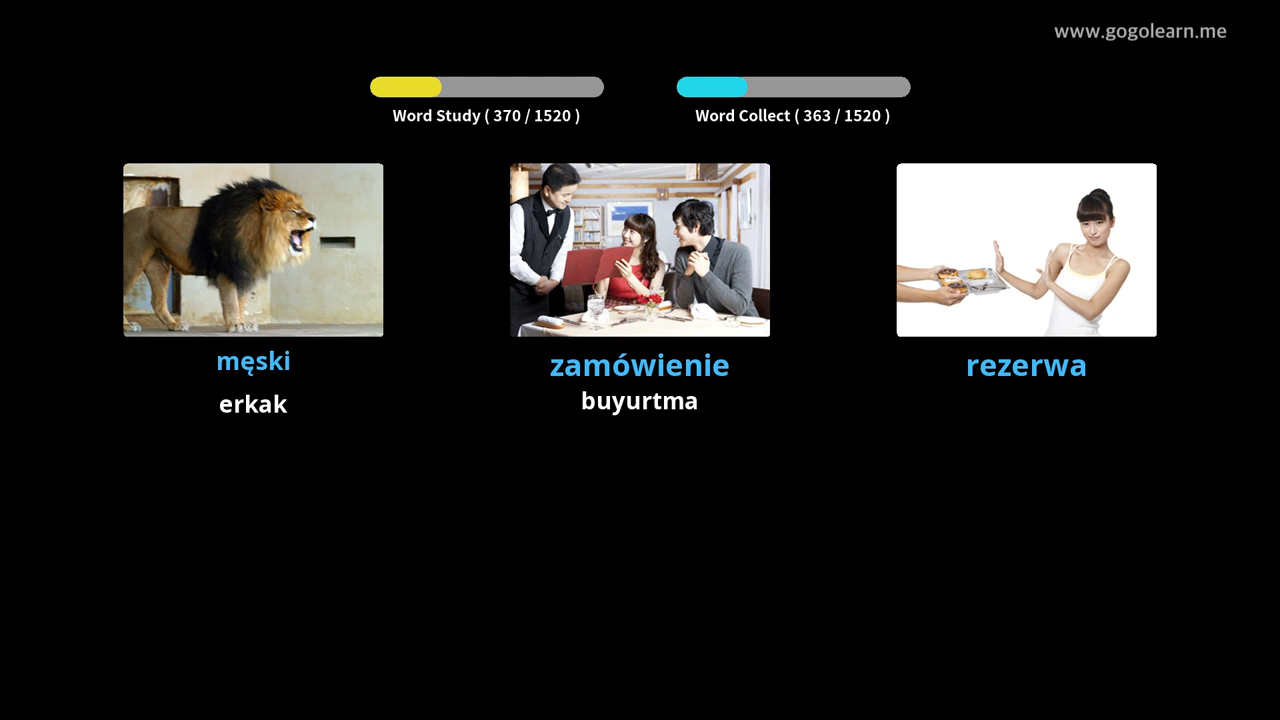 www.gogolearn.me
Word Study ( 370 / 1520 )
Word Collect ( 363 / 1520 )
męski
erkak
zamówienie
buyurtma
rezerwa